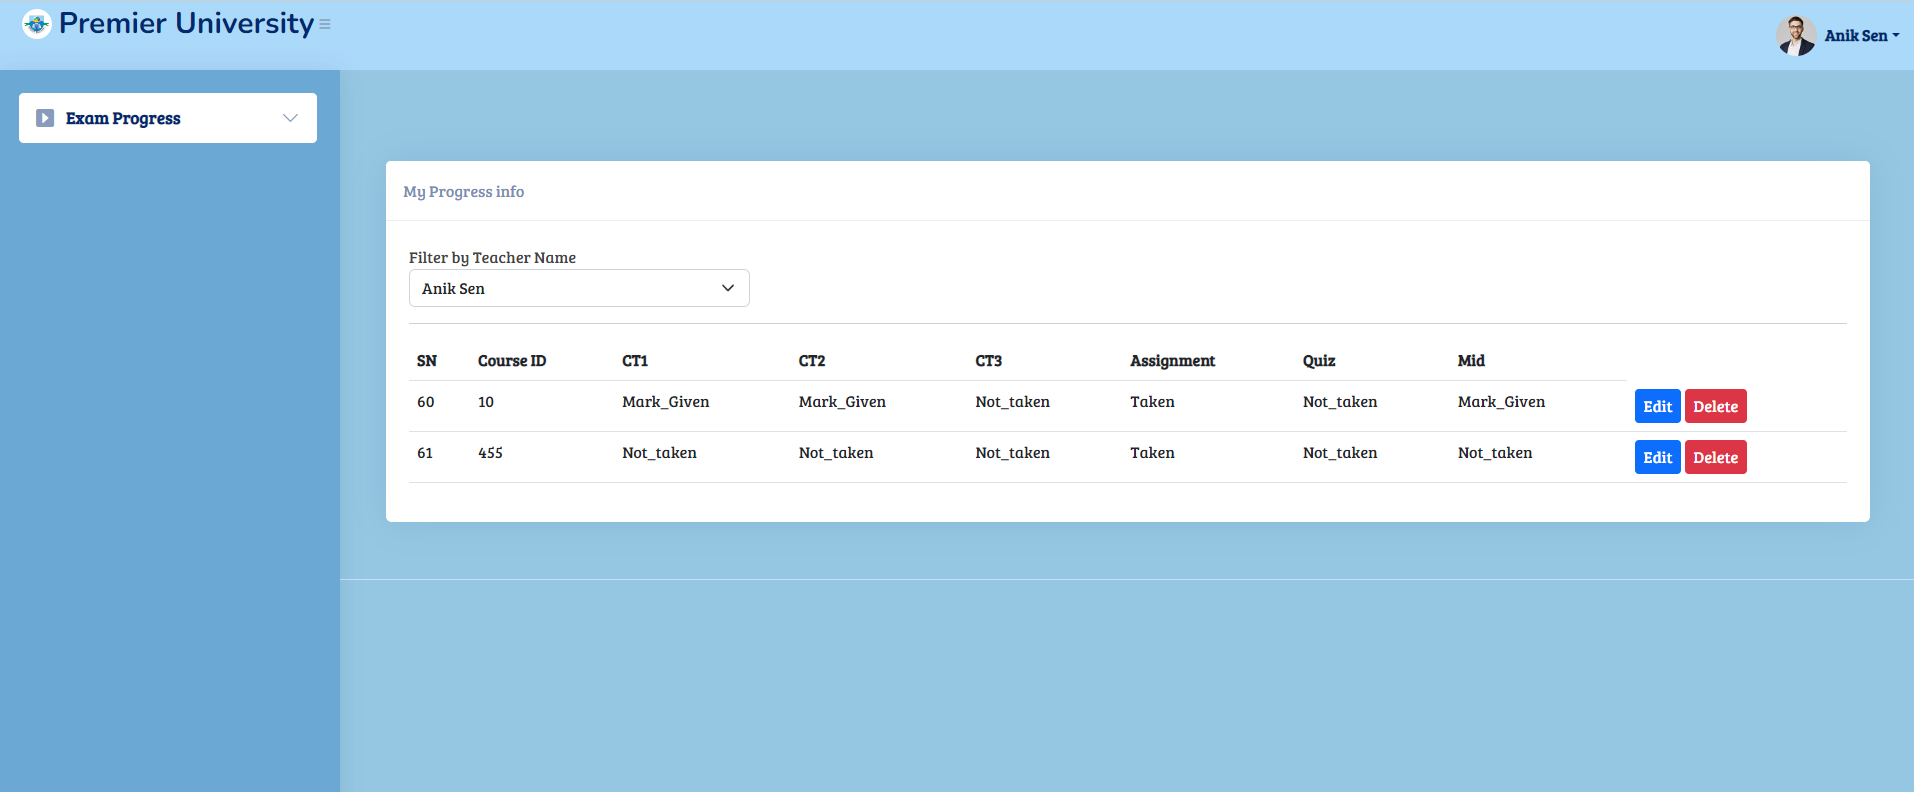 Premier University
Anik Sen
Exam Progress
My Progress info
Filter by Teacher Name
Anik Sen
SN Course ID CT1 CT2 CT3 Assignment Quiz Mid
60 10 Mark_Given Mark_Given Not_taken Taken Not_taken Mark_Given Edit Delete
61 455 Not_taken Not_taken Not_taken Taken Not_taken Not_taken Edit Delete